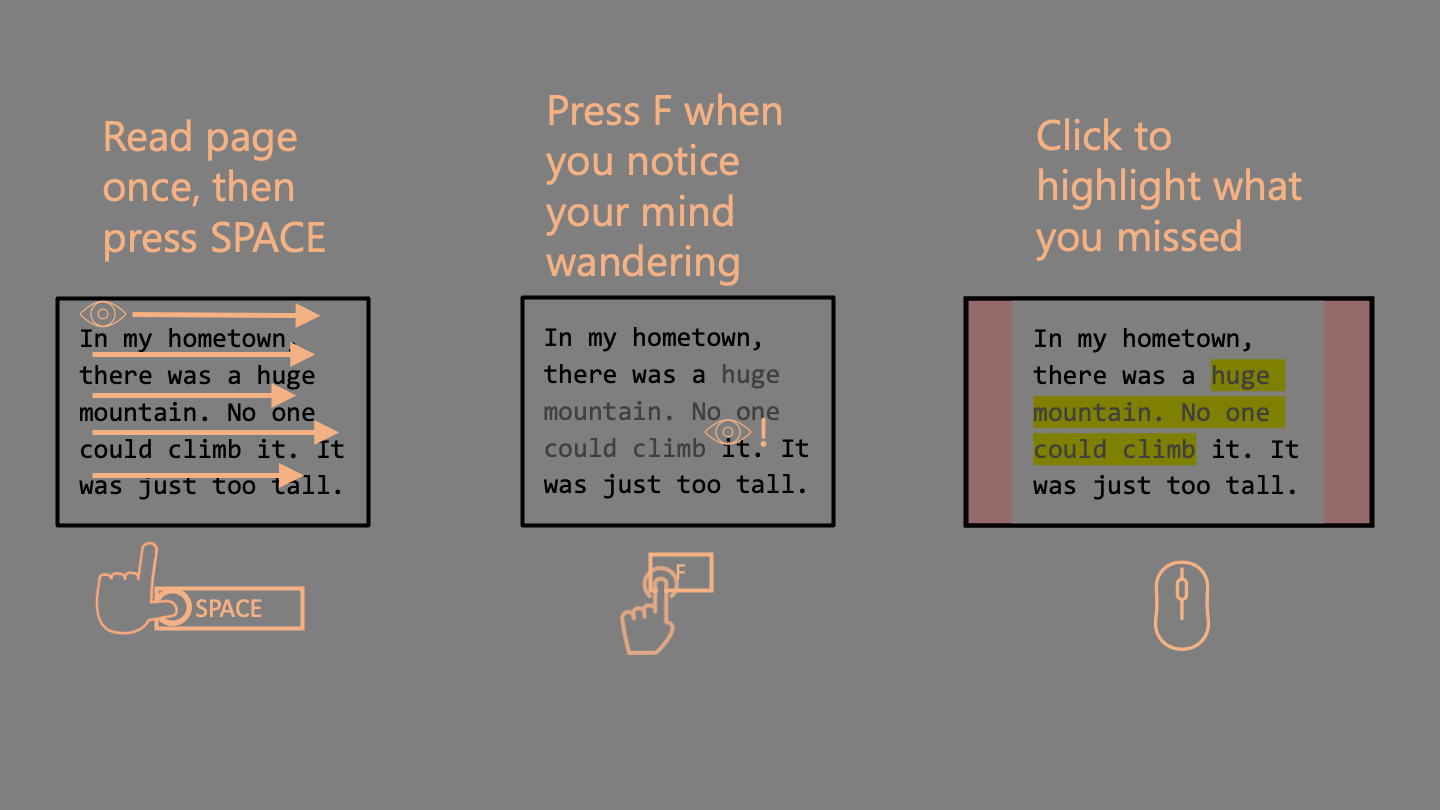 Read page
once, then
press SPACE
In my hometown,
there was a huge
mountain. No one
could climb it. It
was just too tall.
SPACE
Press F when
you notice
your mind
wandering
In my hometown,
there was a huge
mountain. No one
could climb it. It
was just too tall.
!
F
Click to
highlight what
you missed
In my hometown,
there was a huge
mountain. No one
could climb it. It
was just too tall.